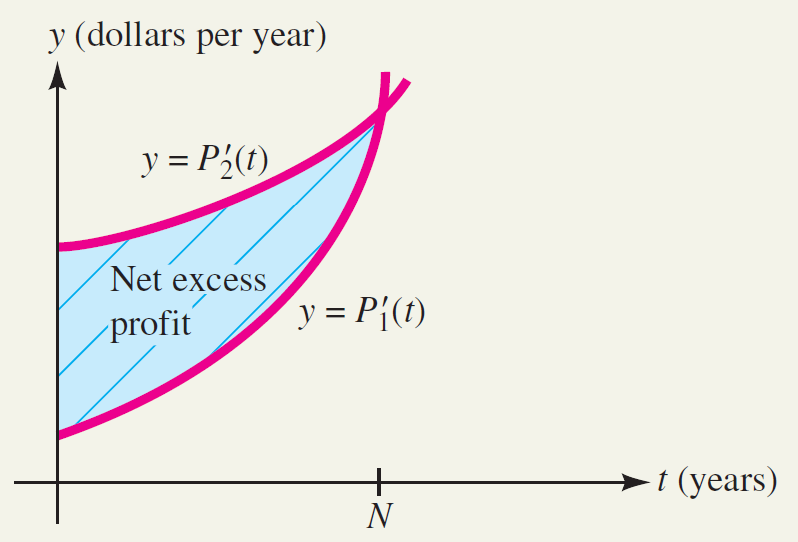 y (dollars per year)
y = P′₂(t)
Net excess
profit
y = P′₁(t)
t (years)
N